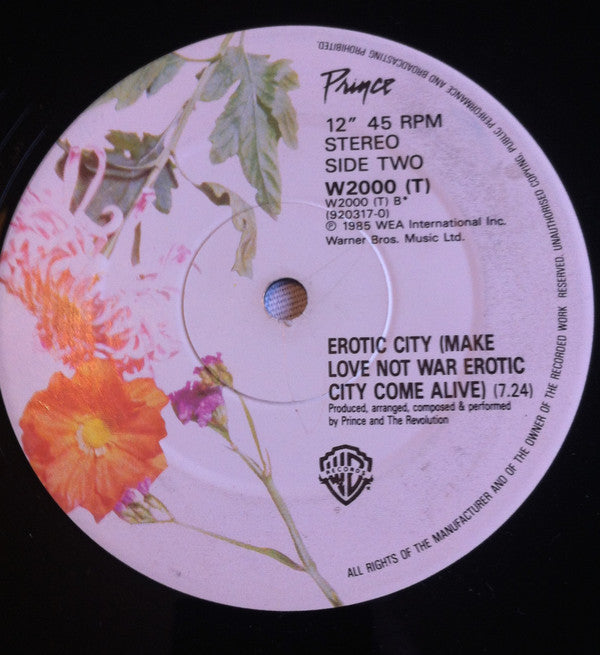 Prince
12" 45 RPM
STEREO
SIDE TWO
W2000 (T)
W2000 (T) B*
(920317-0)
℗ 1985 WEA International Inc.
Warner Bros. Music Ltd.
EROTIC CITY (MAKE
LOVE NOT WAR EROTIC
CITY COME ALIVE) (7.24)
Produced, arranged, composed & performed
by Prince and The Revolution
WB
RECORDS
ALL RIGHTS OF THE MANUFACTURER AND OF THE OWNER OF THE RECORDED WORK RESERVED. UNAUTHORISED COPYING, PUBLIC PERFORMANCE AND BROADCASTING PROHIBITED.